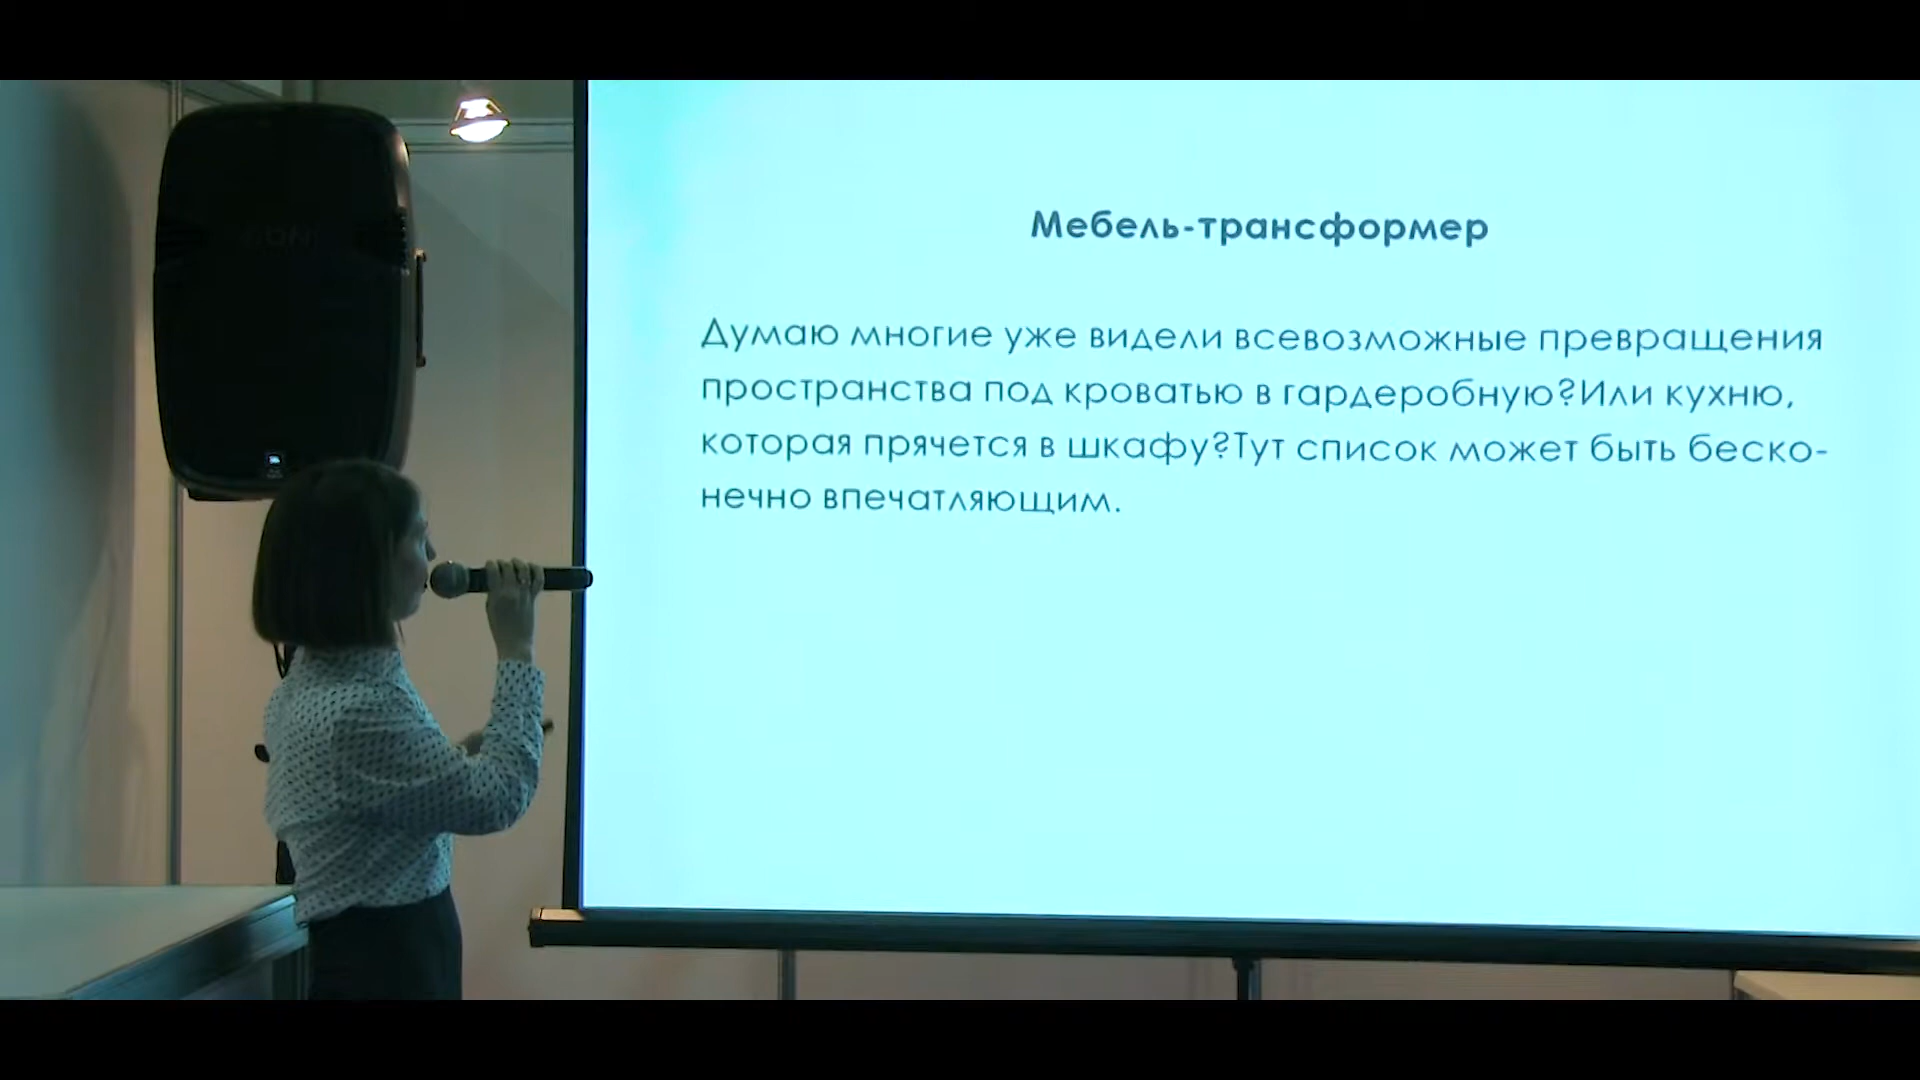 Мебель-трансформер
Думаю многие уже видели всевозможные превращения
пространства под кроватью в гардеробную?Или кухню,
которая прячется в шкафу?Тут список может быть беско-
нечно впечатляющим.